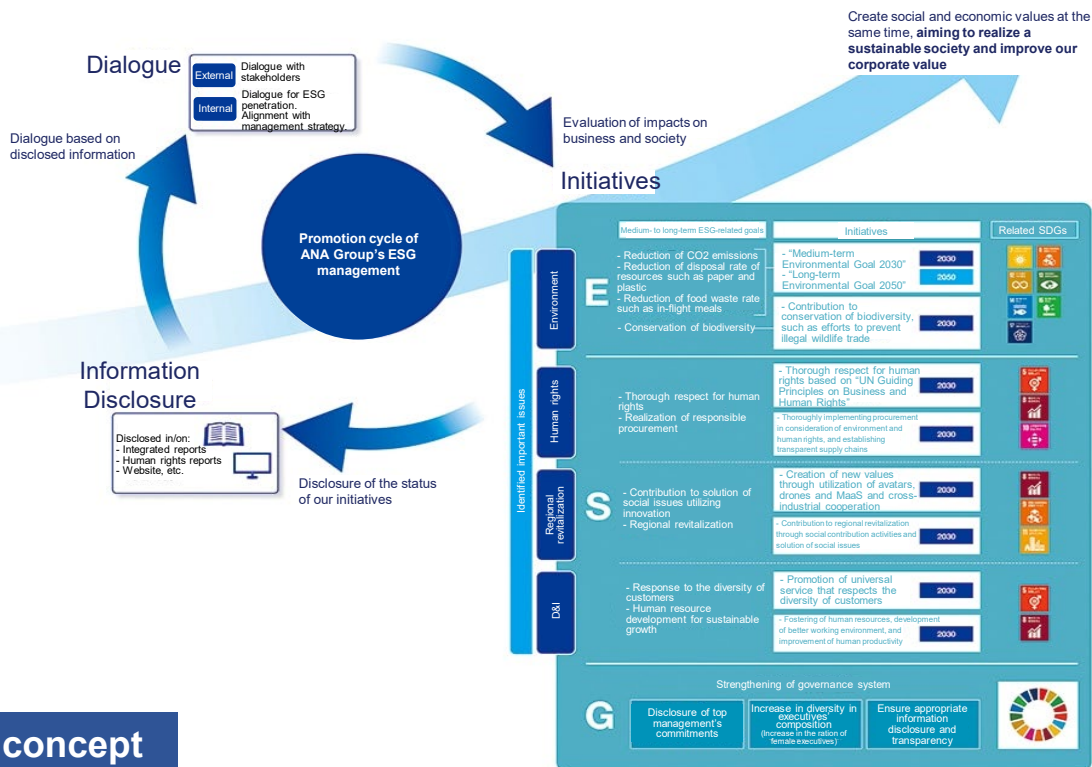 Create social and economic values at the
same time, aiming to realize a
sustainable society and improve our
corporate value
Dialogue
External
Dialogue with
stakeholders
Internal
Dialogue for ESG
penetration.
Alignment with
management strategy.
Dialogue based on
disclosed information
Evaluation of impacts on
business and society
Promotion cycle of
ANA Group's ESG
management
Information
Disclosure
Disclosed in/on:
- Integrated reports
- Human rights reports
- Website, etc.
Disclosure of the status
of our initiatives
Initiatives
Medium- to long-term ESG-related goals
Initiatives
Related SDGs
Identified important issues
Environment
E
- Reduction of CO2 emissions
- Reduction of disposal rate of
resources such as paper and
plastic
- Reduction of food waste rate
such as in-flight meals
- Conservation of biodiversity
- "Medium-term
Environmental Goal 2030"
- "Long-term
Environmental Goal 2050"
2030
2050
- Contribution to
conservation of biodiversity,
such as efforts to prevent
illegal wildlife trade
2030
Human rights
- Thorough respect for human
rights
- Realization of responsible
procurement
- Thorough respect for human
rights based on "UN Guiding
Principles on Business and
Human Rights"
2030
- Thoroughly implementing procurement
in consideration of environment and
human rights, and establishing
transparent supply chains
2030
S
Regional
revitalization
- Contribution to solution of
social issues utilizing
innovation
- Regional revitalization
- Creation of new values
through utilization of avatars,
drones and MaaS and cross-
industrial cooperation
2030
- Contribution to regional revitalization
through social contribution activities and
solution of social issues
2030
D&I
- Response to the diversity of
customers
- Human resource
development for sustainable
growth
- Promotion of universal
service that respects the
diversity of customers
2030
- Fostering of human resources, development
of better working environment, and
improvement of human productivity
2030
G
Strengthening of governance system
Disclosure of top
management's
commitments
Increase in diversity in
executives'
composition
(Increase in the ration of
female executives)
Ensure appropriate
information
disclosure and
transparency
concept